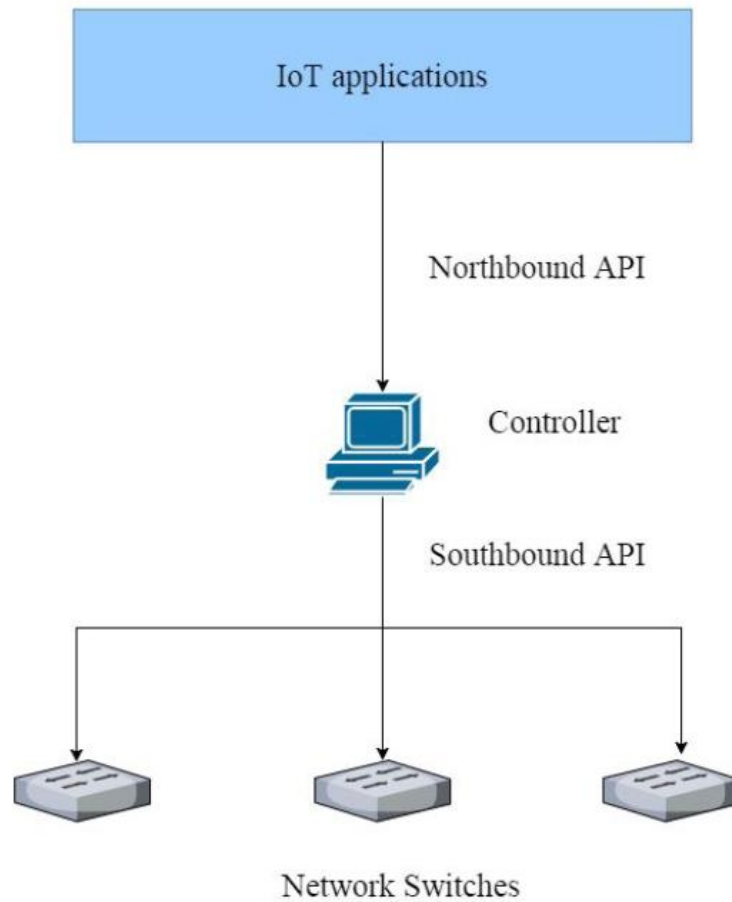 IoT applications
Northbound API
Controller
Southbound API
Network Switches